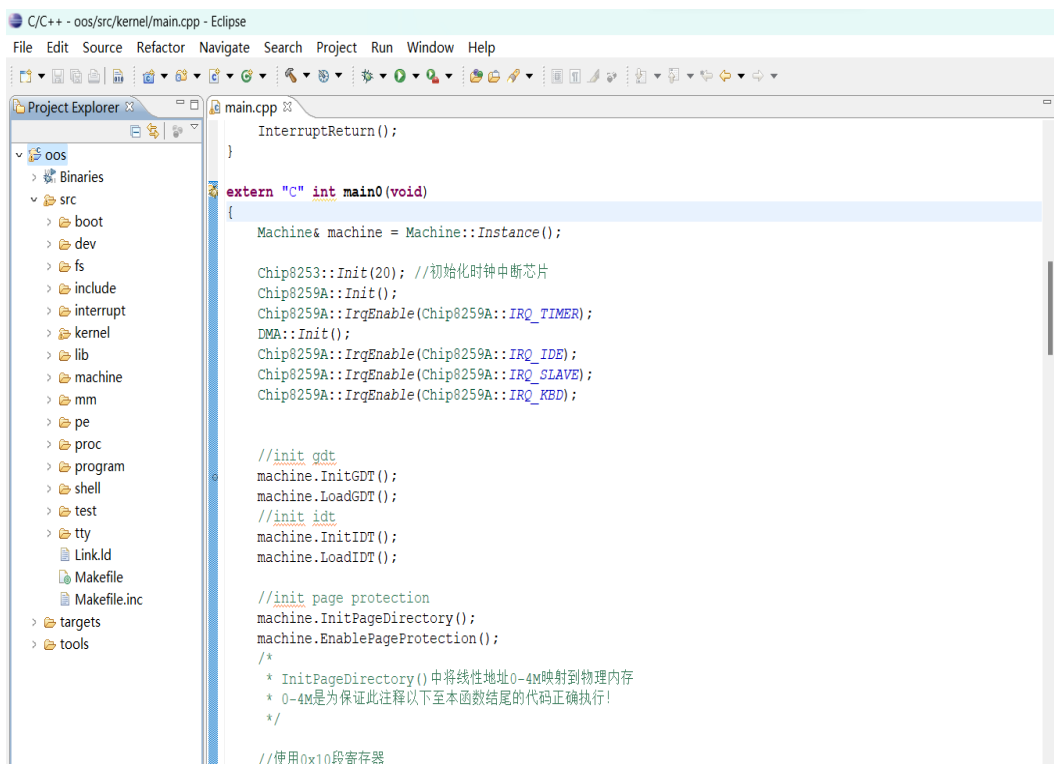 C/C++ - oos/src/kernel/main.cpp - Eclipse
File Edit Source Refactor Navigate Search Project Run Window Help
Project Explorer
main.cpp
oos
Binaries
src
boot
dev
fs
include
interrupt
kernel
lib
machine
mm
pe
proc
program
shell
test
tty
Link.ld
Makefile
Makefile.inc
targets
tools
InterruptReturn();
}
extern "C" int main0(void)
{
Machine& machine = Machine::Instance();
Chip8253::Init(20); //初始化时钟中断芯片
Chip8259A::Init();
Chip8259A::IrqEnable(Chip8259A::IRQ_TIMER);
DMA::Init();
Chip8259A::IrqEnable(Chip8259A::IRQ_IDE);
Chip8259A::IrqEnable(Chip8259A::IRQ_SLAVE);
Chip8259A::IrqEnable(Chip8259A::IRQ_KBD);
//init gdt
machine.InitGDT();
machine.LoadGDT();
//init idt
machine.InitIDT();
machine.LoadIDT();
//init page protection
machine.InitPageDirectory();
machine.EnablePageProtection();
/*
* InitPageDirectory()中将线性地址0-4M映射到物理内存
* 0-4M是为保证此注释以下至本函数结尾的代码正确执行!
*/
//使用0x10段寄存器